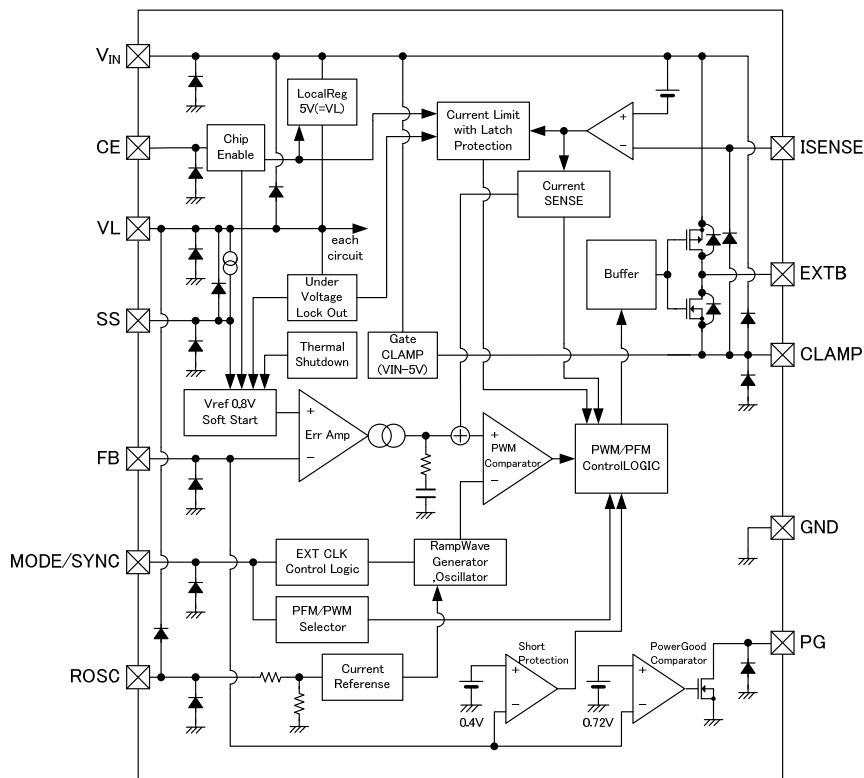 VIN
LocalReg
5V(=VL)
Current Limit
with Latch
Protection
+
−
CE
Chip
Enable
ISENSE
Current
SENSE
VL
each
circuit
Buffer
EXTB
Under
Voltage
Lock Out
SS
Thermal
Shutdown
Gate
CLAMP
(VIN-5V)
CLAMP
Vref 0.8V
Soft Start
+
Err Amp
−
+
PWM
Comparator
−
PWM/PFM
ControlLOGIC
FB
GND
MODE/SYNC
EXT CLK
Control Logic
RampWave
Generator
,Oscillator
PFM/PWM
Selector
Short
Protection
PowerGood
Comparator
PG
ROSC
Current
Referense
+
−
0.4V
+
−
0.72V